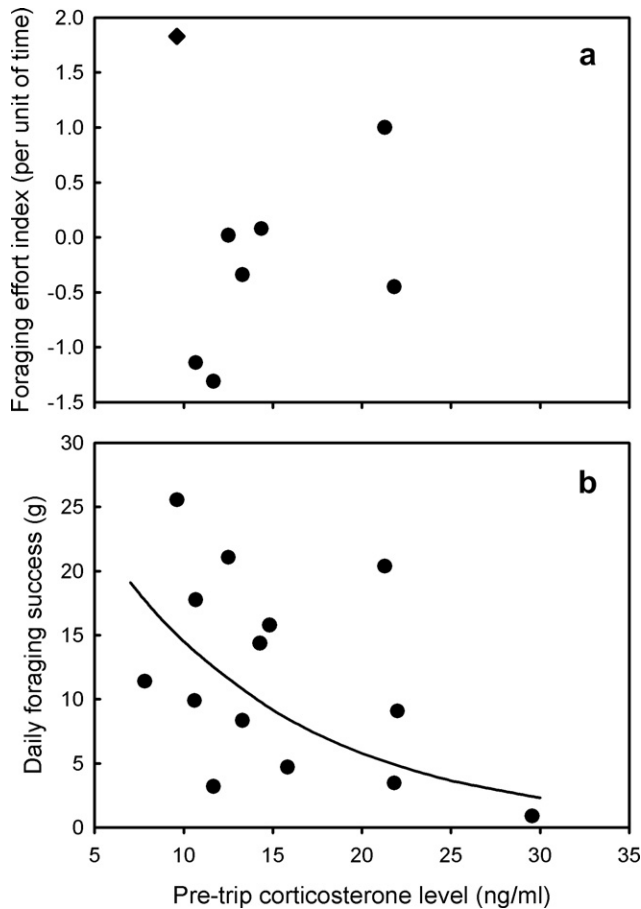 2.0
a
1.5
1.0
0.5
0.0
-0.5
-1.0
-1.5
Foraging effort index (per unit of time)
30
b
25
20
15
10
5
0
Daily foraging success (g)
5 10 15 20 25 30 35
Pre-trip corticosterone level (ng/ml)